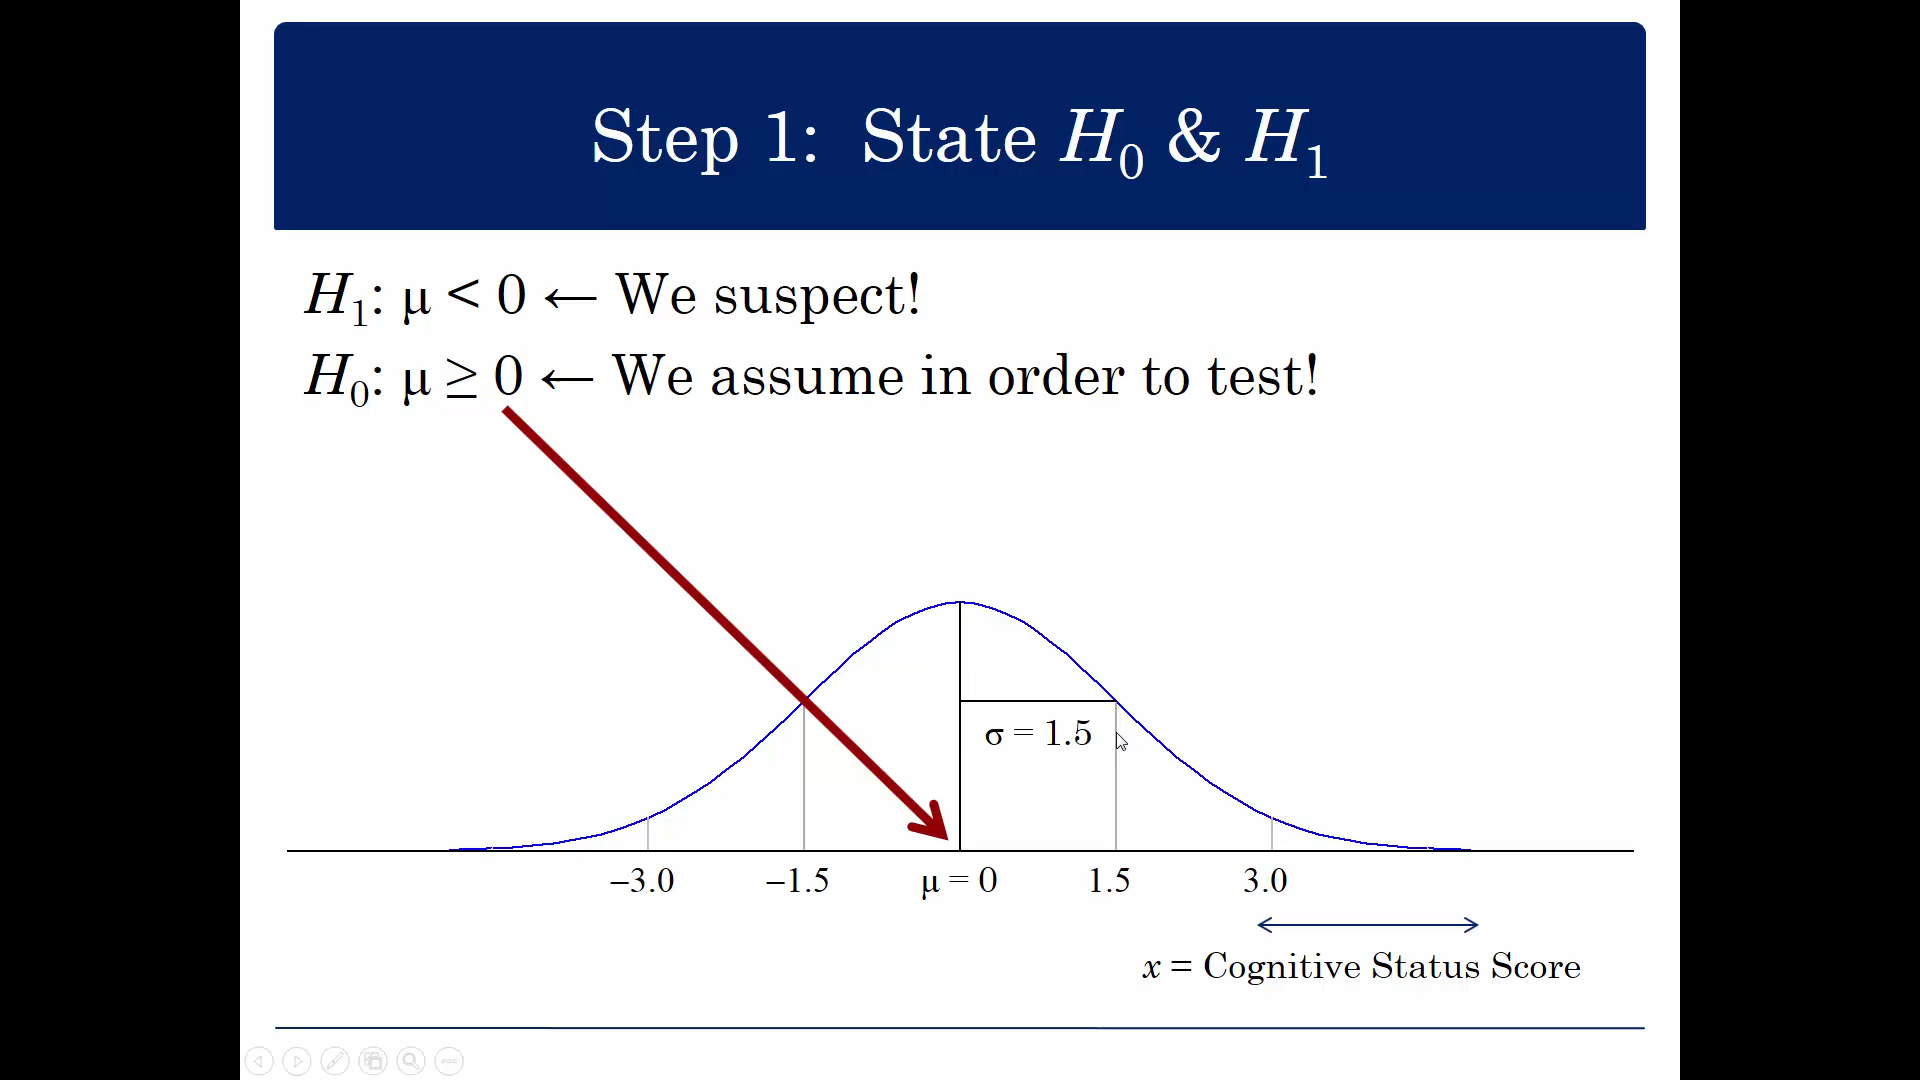 Step 1: State H₀ & H₁
H₁: μ < 0 ← We suspect!
H₀: μ ≥ 0 ← We assume in order to test!
σ = 1.5
–3.0 –1.5 μ = 0 1.5 3.0
x = Cognitive Status Score